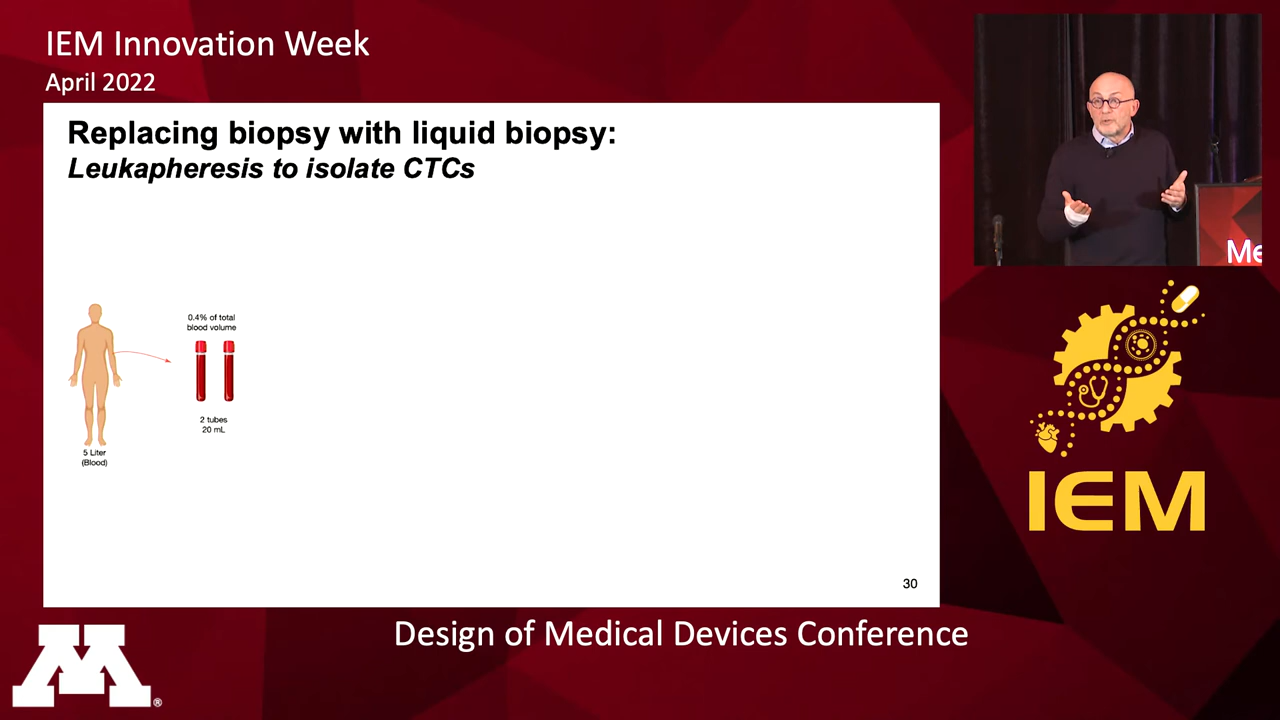 IEM Innovation Week
April 2022
Replacing biopsy with liquid biopsy:
Leukapheresis to isolate CTCs
0.4% of total
blood volume
2 tubes
20 mL
5 Liter
(Blood)
30
Me
IEM
Design of Medical Devices Conference
M
®